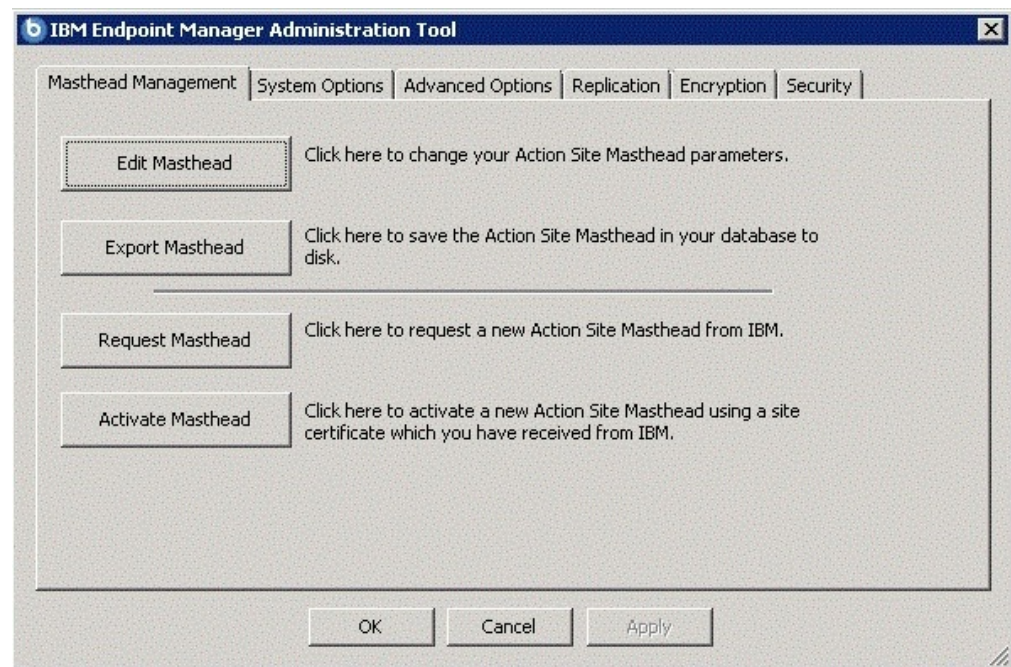 IBM Endpoint Manager Administration Tool
Masthead Management System Options Advanced Options Replication Encryption Security
Edit Masthead
Click here to change your Action Site Masthead parameters.
Export Masthead
Click here to save the Action Site Masthead in your database to
disk.
Request Masthead
Click here to request a new Action Site Masthead from IBM.
Activate Masthead
Click here to activate a new Action Site Masthead using a site
certificate which you have received from IBM.
OK Cancel Apply